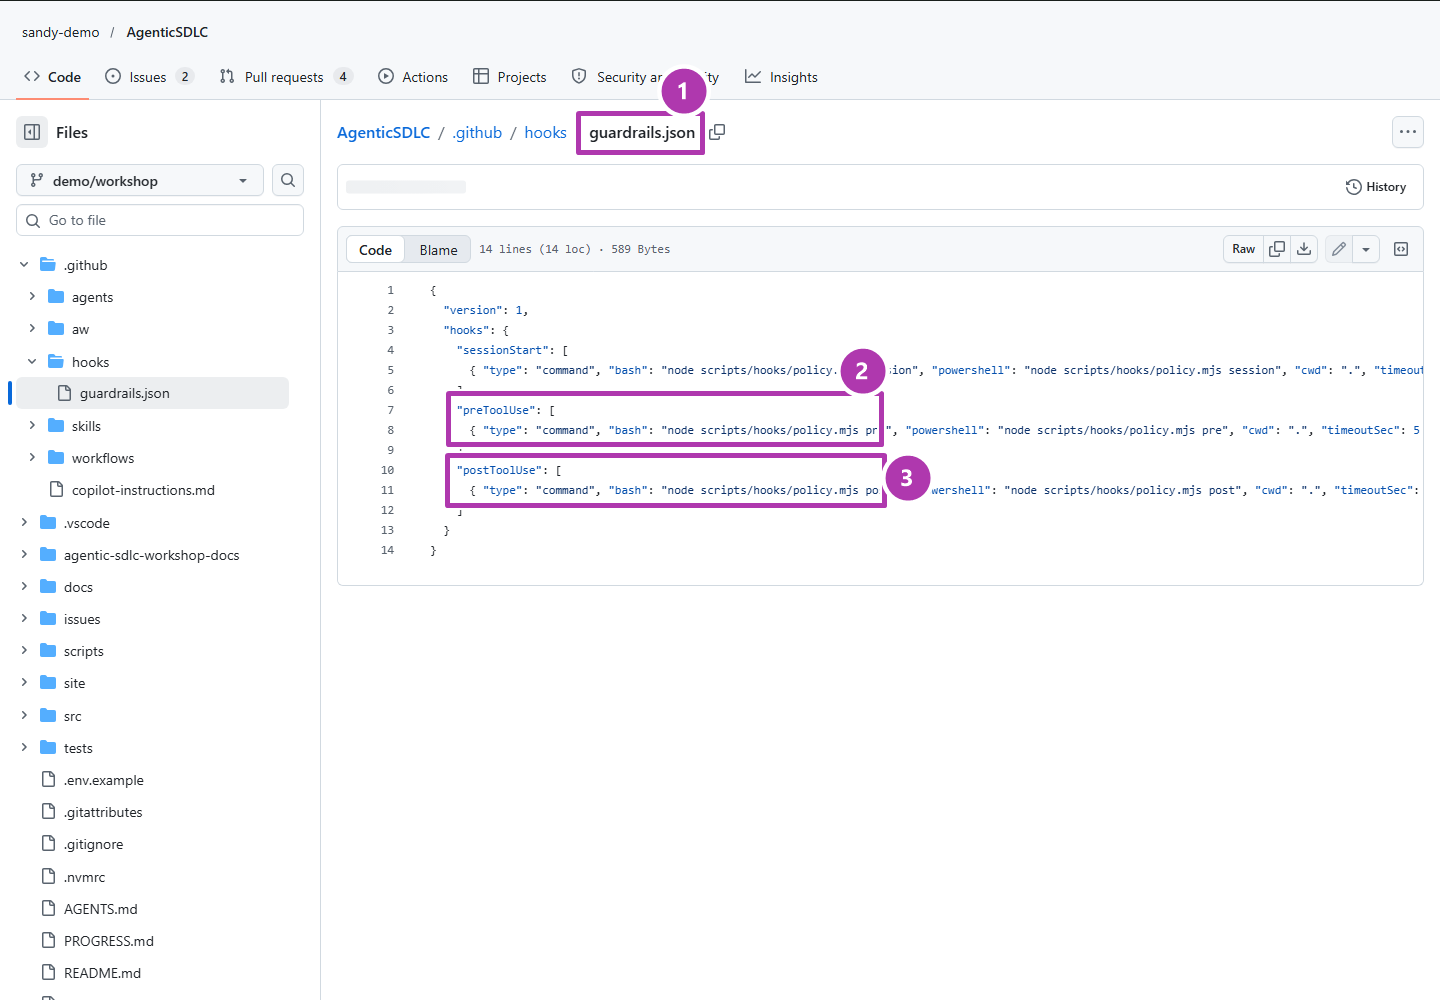 sandy-demo / AgenticSDLC
Code Issues 2 Pull requests 4 Actions Projects Security Insights
1
Files
AgenticSDLC / .github / hooks guardrails.json
demo/workshop
History
Go to file
Code Blame 14 lines (14 loc) · 589 Bytes Raw
.github
agents
aw
hooks
guardrails.json
skills
workflows
copilot-instructions.md
.vscode
agentic-sdlc-workshop-docs
docs
issues
scripts
site
src
tests
.env.example
.gitattributes
.gitignore
.nvmrc
AGENTS.md
PROGRESS.md
README.md
1 {
2 "version": 1,
3 "hooks": {
4 "sessionStart": [
5 { "type": "command", "bash": "node scripts/hooks/policy. "powershell": "node scripts/hooks/policy.mjs session", "cwd": ".", "timeout
2
6
7 "preToolUse": [
8 { "type": "command", "bash": "node scripts/hooks/policy.mjs pre", "powershell": "node scripts/hooks/policy.mjs pre", "cwd": ".", "timeoutSec": 5
9
10 "postToolUse": [
3
11 { "type": "command", "bash": "node scripts/hooks/policy.mjs "node scripts/hooks/policy.mjs post", "cwd": ".", "timeoutSec":
12 ]
13 }
14 }